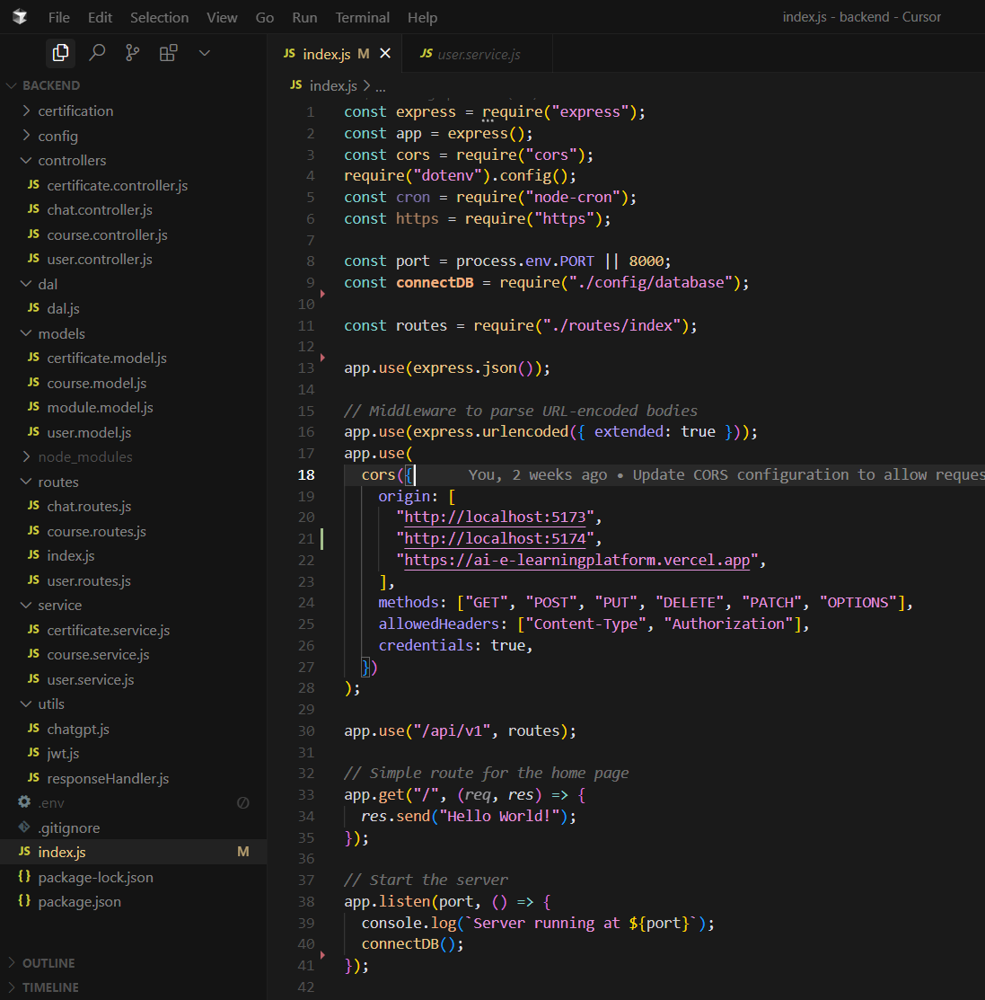 File Edit Selection View Go Run Terminal Help index.js - backend - Cursor
JS index.js M JS user.service.js
JS index.js > ...
BACKEND
certification
config
controllers
JS certificate.controller.js
JS chat.controller.js
JS course.controller.js
JS user.controller.js
dal
JS dal.js
models
JS certificate.model.js
JS course.model.js
JS module.model.js
JS user.model.js
node_modules
routes
JS chat.routes.js
JS course.routes.js
JS index.js
JS user.routes.js
service
JS certificate.service.js
JS course.service.js
JS user.service.js
utils
JS chatgpt.js
JS jwt.js
JS responseHandler.js
.env
.gitignore
JS index.js M
{} package-lock.json
{} package.json
OUTLINE
TIMELINE
1 const express = require("express");
2 const app = express();
3 const cors = require("cors");
4 require("dotenv").config();
5 const cron = require("node-cron");
6 const https = require("https");
7
8 const port = process.env.PORT || 8000;
9 const connectDB = require("./config/database");
10
11 const routes = require("./routes/index");
12
13 app.use(express.json());
14
15 // Middleware to parse URL-encoded bodies
16 app.use(express.urlencoded({ extended: true }));
17 app.use(
18 cors({ You, 2 weeks ago • Update CORS configuration to allow reques
19 origin: [
20 "http://localhost:5173",
21 "http://localhost:5174",
22 "https://ai-e-learningplatform.vercel.app",
23 ],
24 methods: ["GET", "POST", "PUT", "DELETE", "PATCH", "OPTIONS"],
25 allowedHeaders: ["Content-Type", "Authorization"],
26 credentials: true,
27 })
28 );
29
30 app.use("/api/v1", routes);
31
32 // Simple route for the home page
33 app.get("/", (req, res) => {
34 res.send("Hello World!");
35 });
36
37 // Start the server
38 app.listen(port, () => {
39 console.log(`Server running at ${port}`);
40 connectDB();
41 });
42